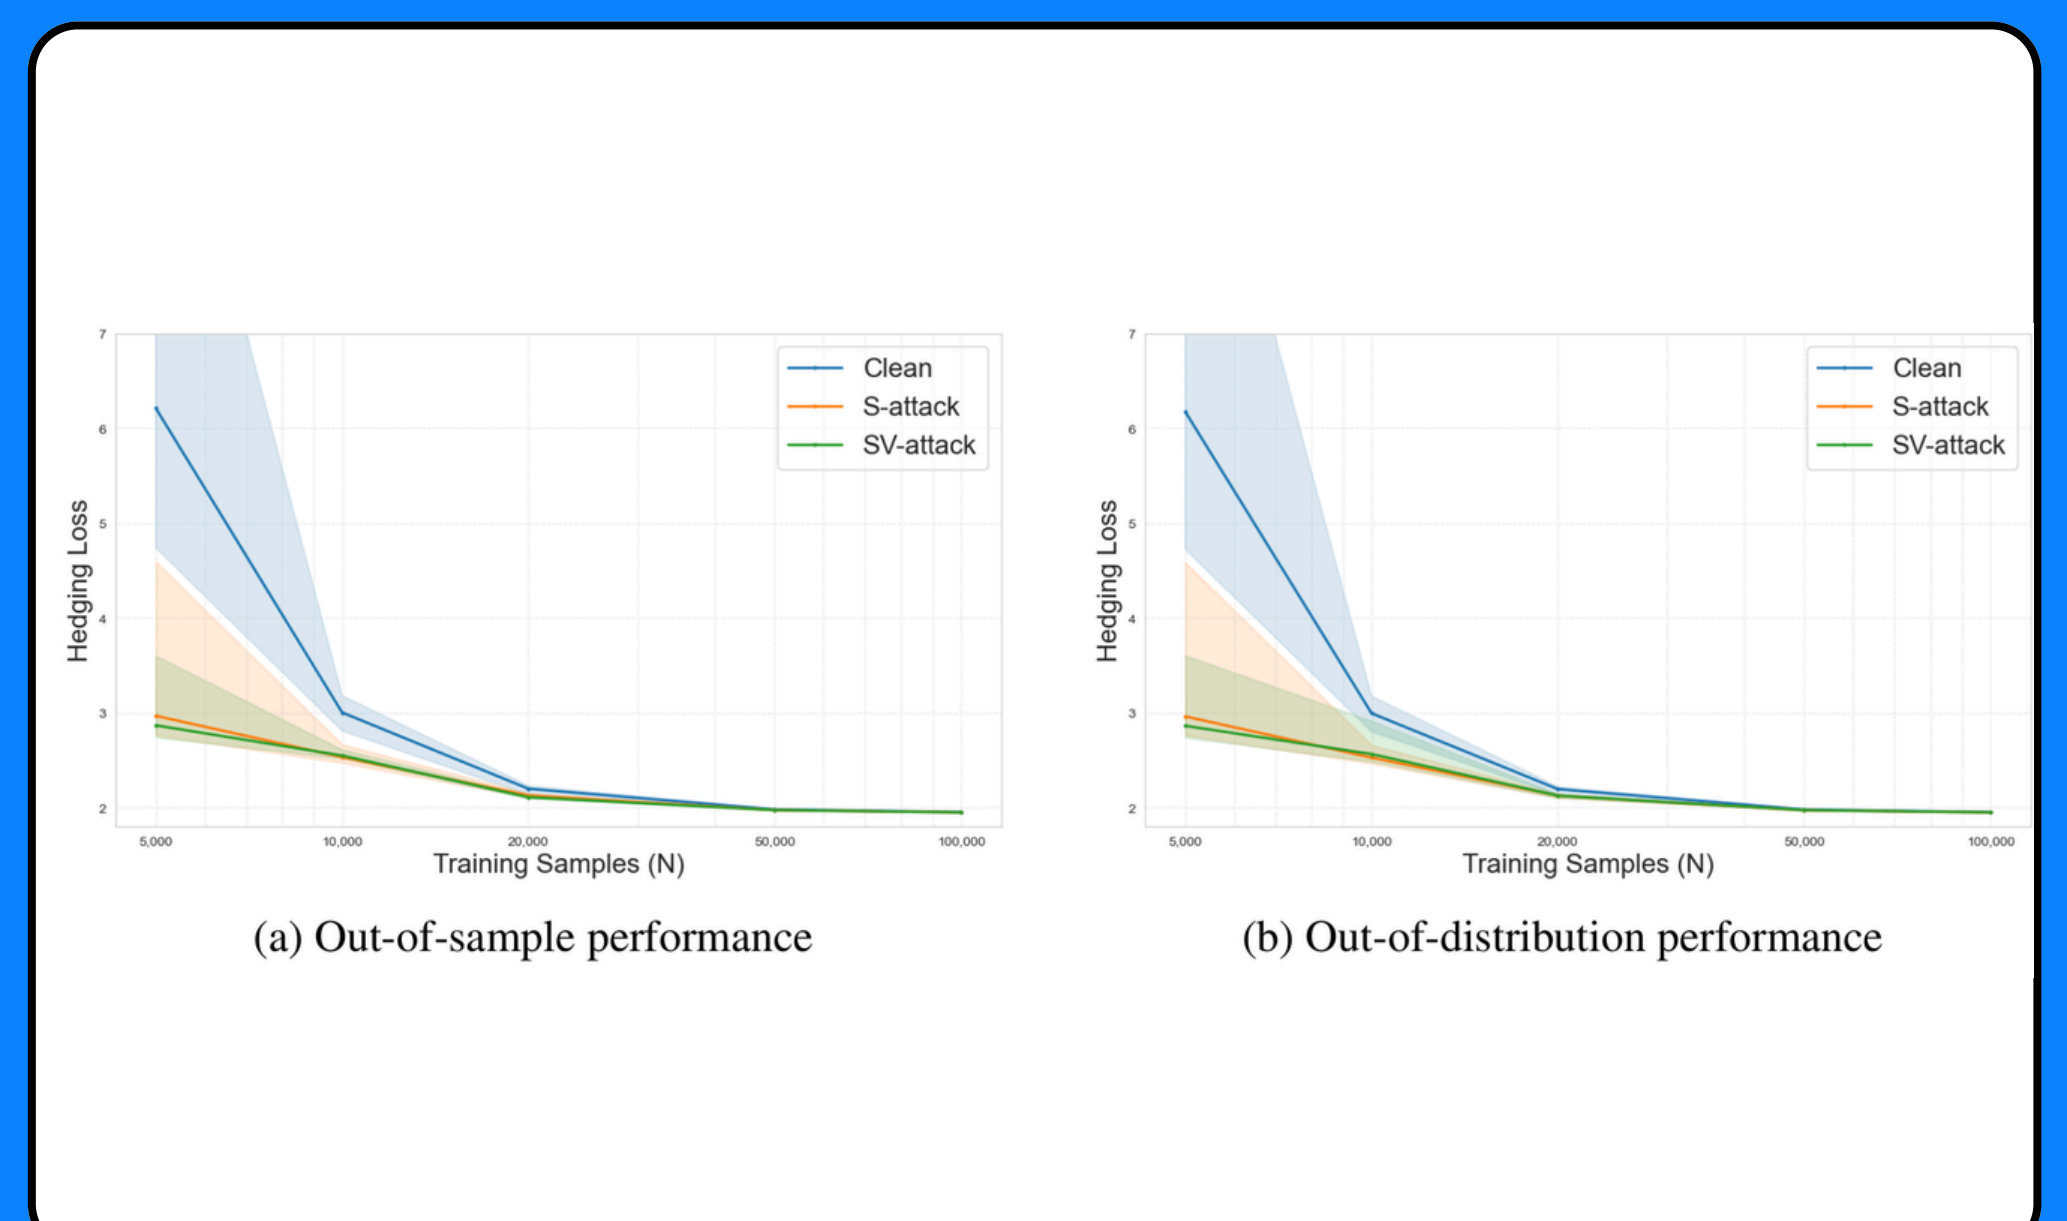 7
6
5
4
3
2
Hedging Loss
Clean
S-attack
SV-attack
5,000 10,000 20,000 50,000 100,000
Training Samples (N)
(a) Out-of-sample performance
7
6
5
4
3
2
Hedging Loss
Clean
S-attack
SV-attack
5,000 10,000 20,000 50,000 100,000
Training Samples (N)
(b) Out-of-distribution performance